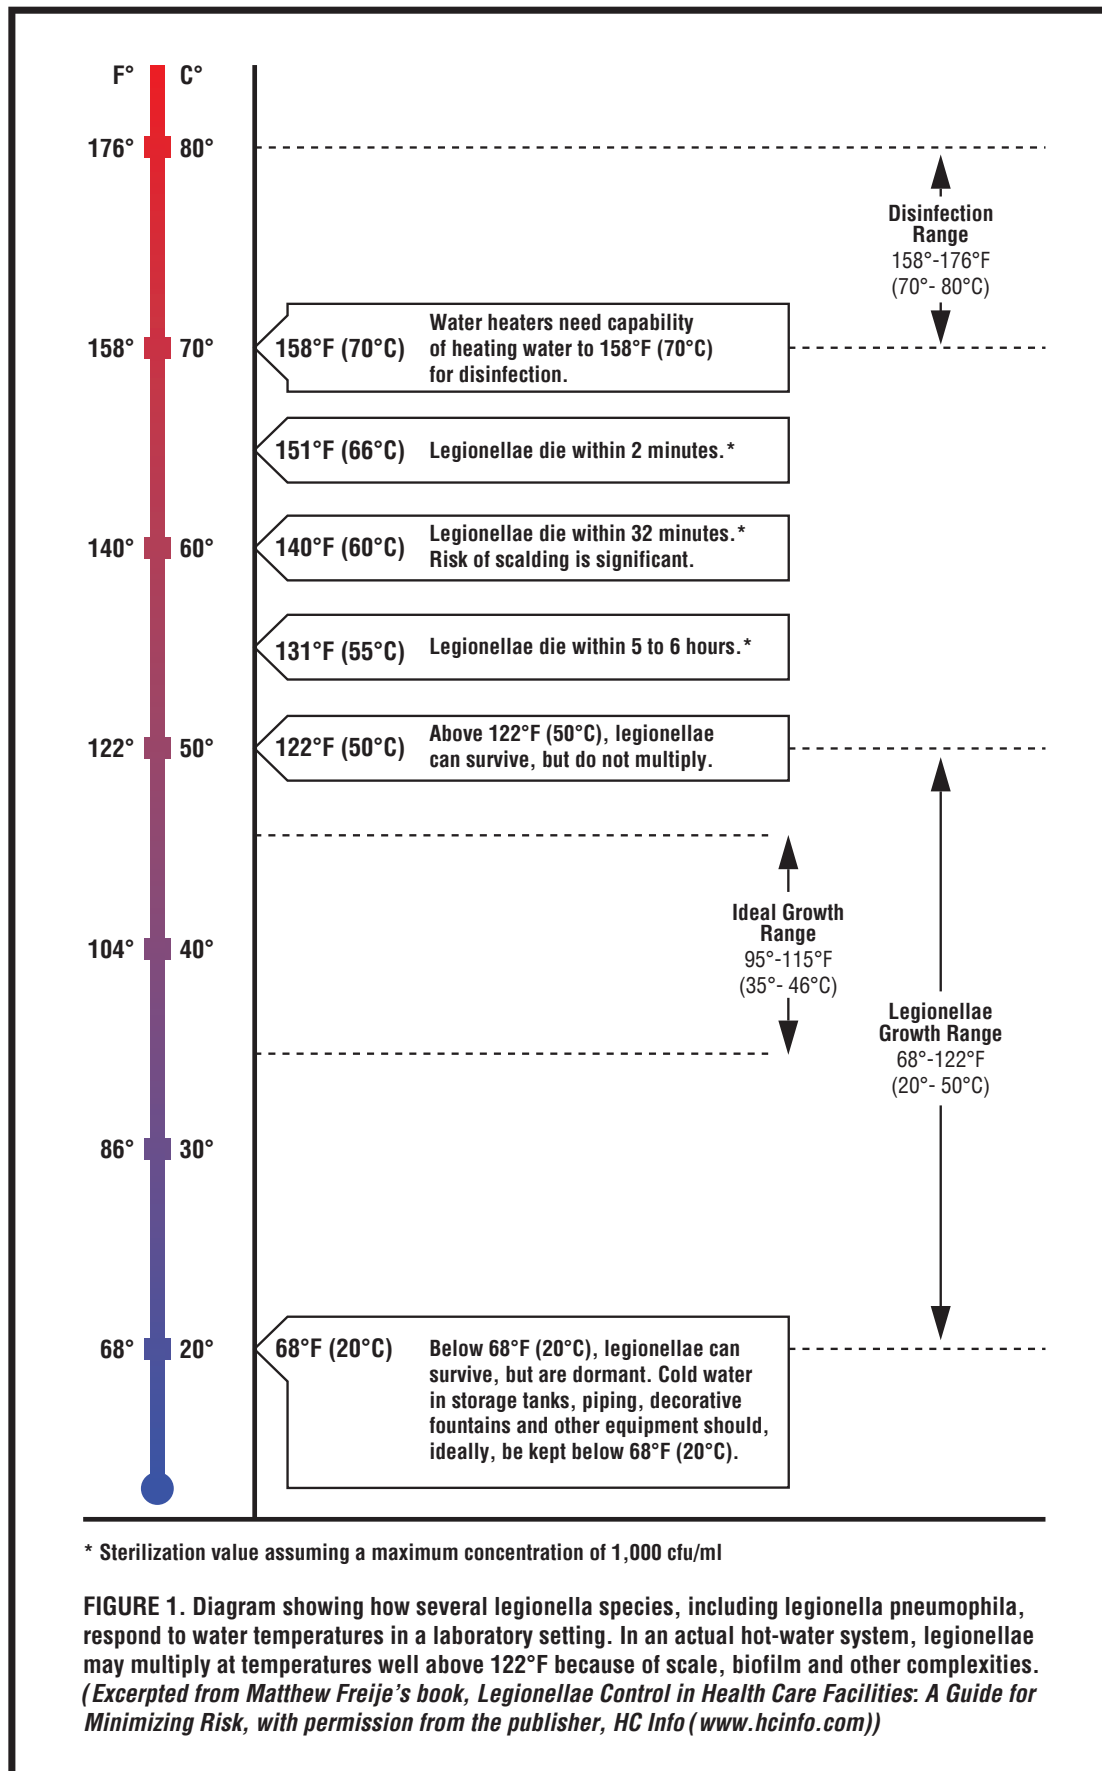 F° C°
176° 80°
Disinfection
Range
158°-176°F
(70°- 80°C)
158° 70°
158°F (70°C)
Water heaters need capability
of heating water to 158°F (70°C)
for disinfection.
151°F (66°C)
Legionellae die within 2 minutes.*
140° 60°
140°F (60°C)
Legionellae die within 32 minutes.*
Risk of scalding is significant.
131°F (55°C)
Legionellae die within 5 to 6 hours.*
122° 50°
122°F (50°C)
Above 122°F (50°C), legionellae
can survive, but do not multiply.
Ideal Growth
Range
95°-115°F
(35°- 46°C)
104° 40°
Legionellae
Growth Range
68°-122°F
(20°- 50°C)
86° 30°
68° 20°
68°F (20°C)
Below 68°F (20°C), legionellae can
survive, but are dormant. Cold water
in storage tanks, piping, decorative
fountains and other equipment should,
ideally, be kept below 68°F (20°C).
* Sterilization value assuming a maximum concentration of 1,000 cfu/ml
FIGURE 1. Diagram showing how several legionella species, including legionella pneumophila,
respond to water temperatures in a laboratory setting. In an actual hot-water system, legionellae
may multiply at temperatures well above 122°F because of scale, biofilm and other complexities.
(Excerpted from Matthew Freije's book, Legionellae Control in Health Care Facilities: A Guide for
Minimizing Risk, with permission from the publisher, HC Info (www.hcinfo.com))